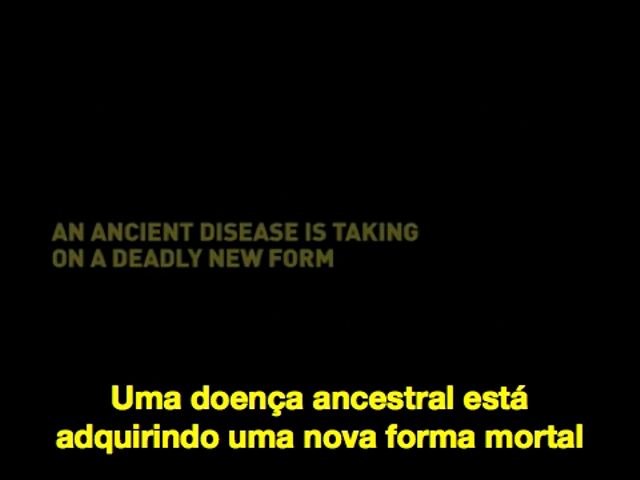 AN ANCIENT DISEASE IS TAKING
ON A DEADLY NEW FORM
Uma doença ancestral está
adquirindo uma nova forma mortal